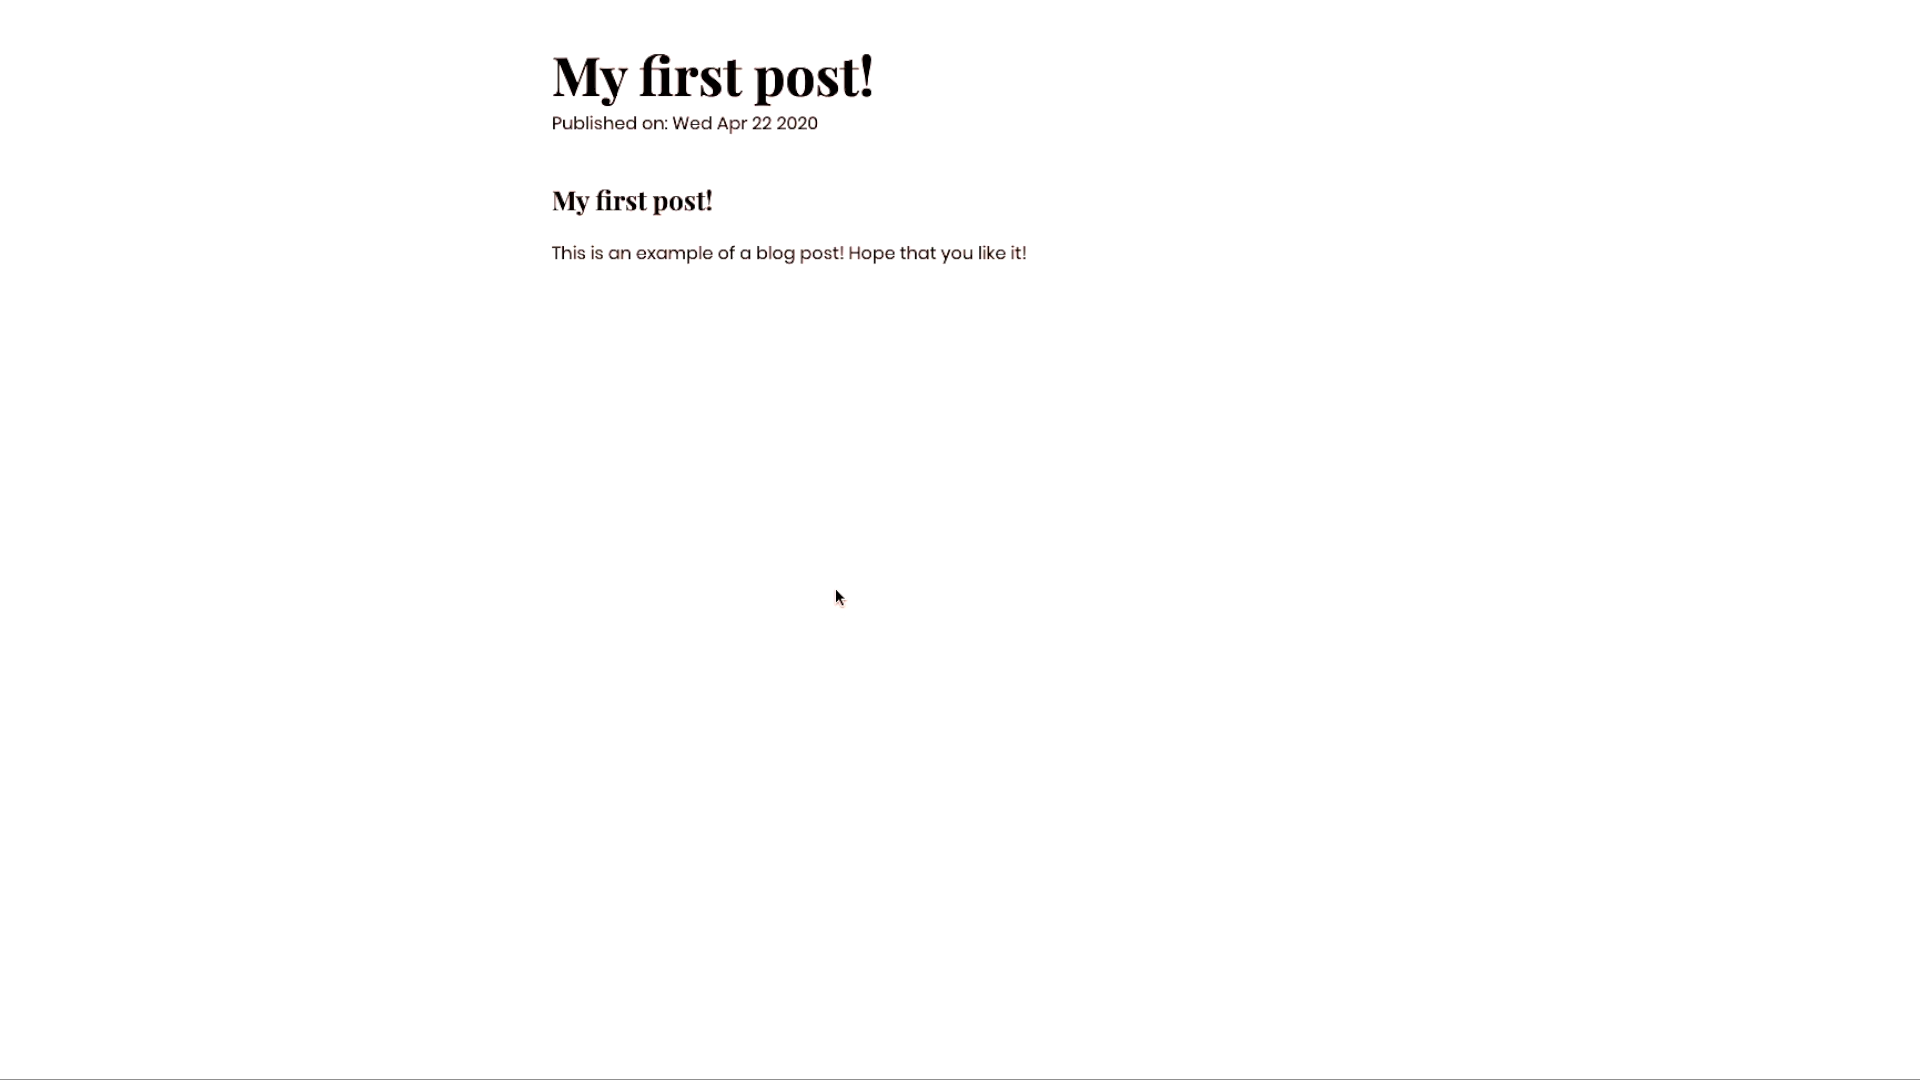 My first post!
Published on: Wed Apr 22 2020
My first post!
This is an example of a blog post! Hope that you like it!